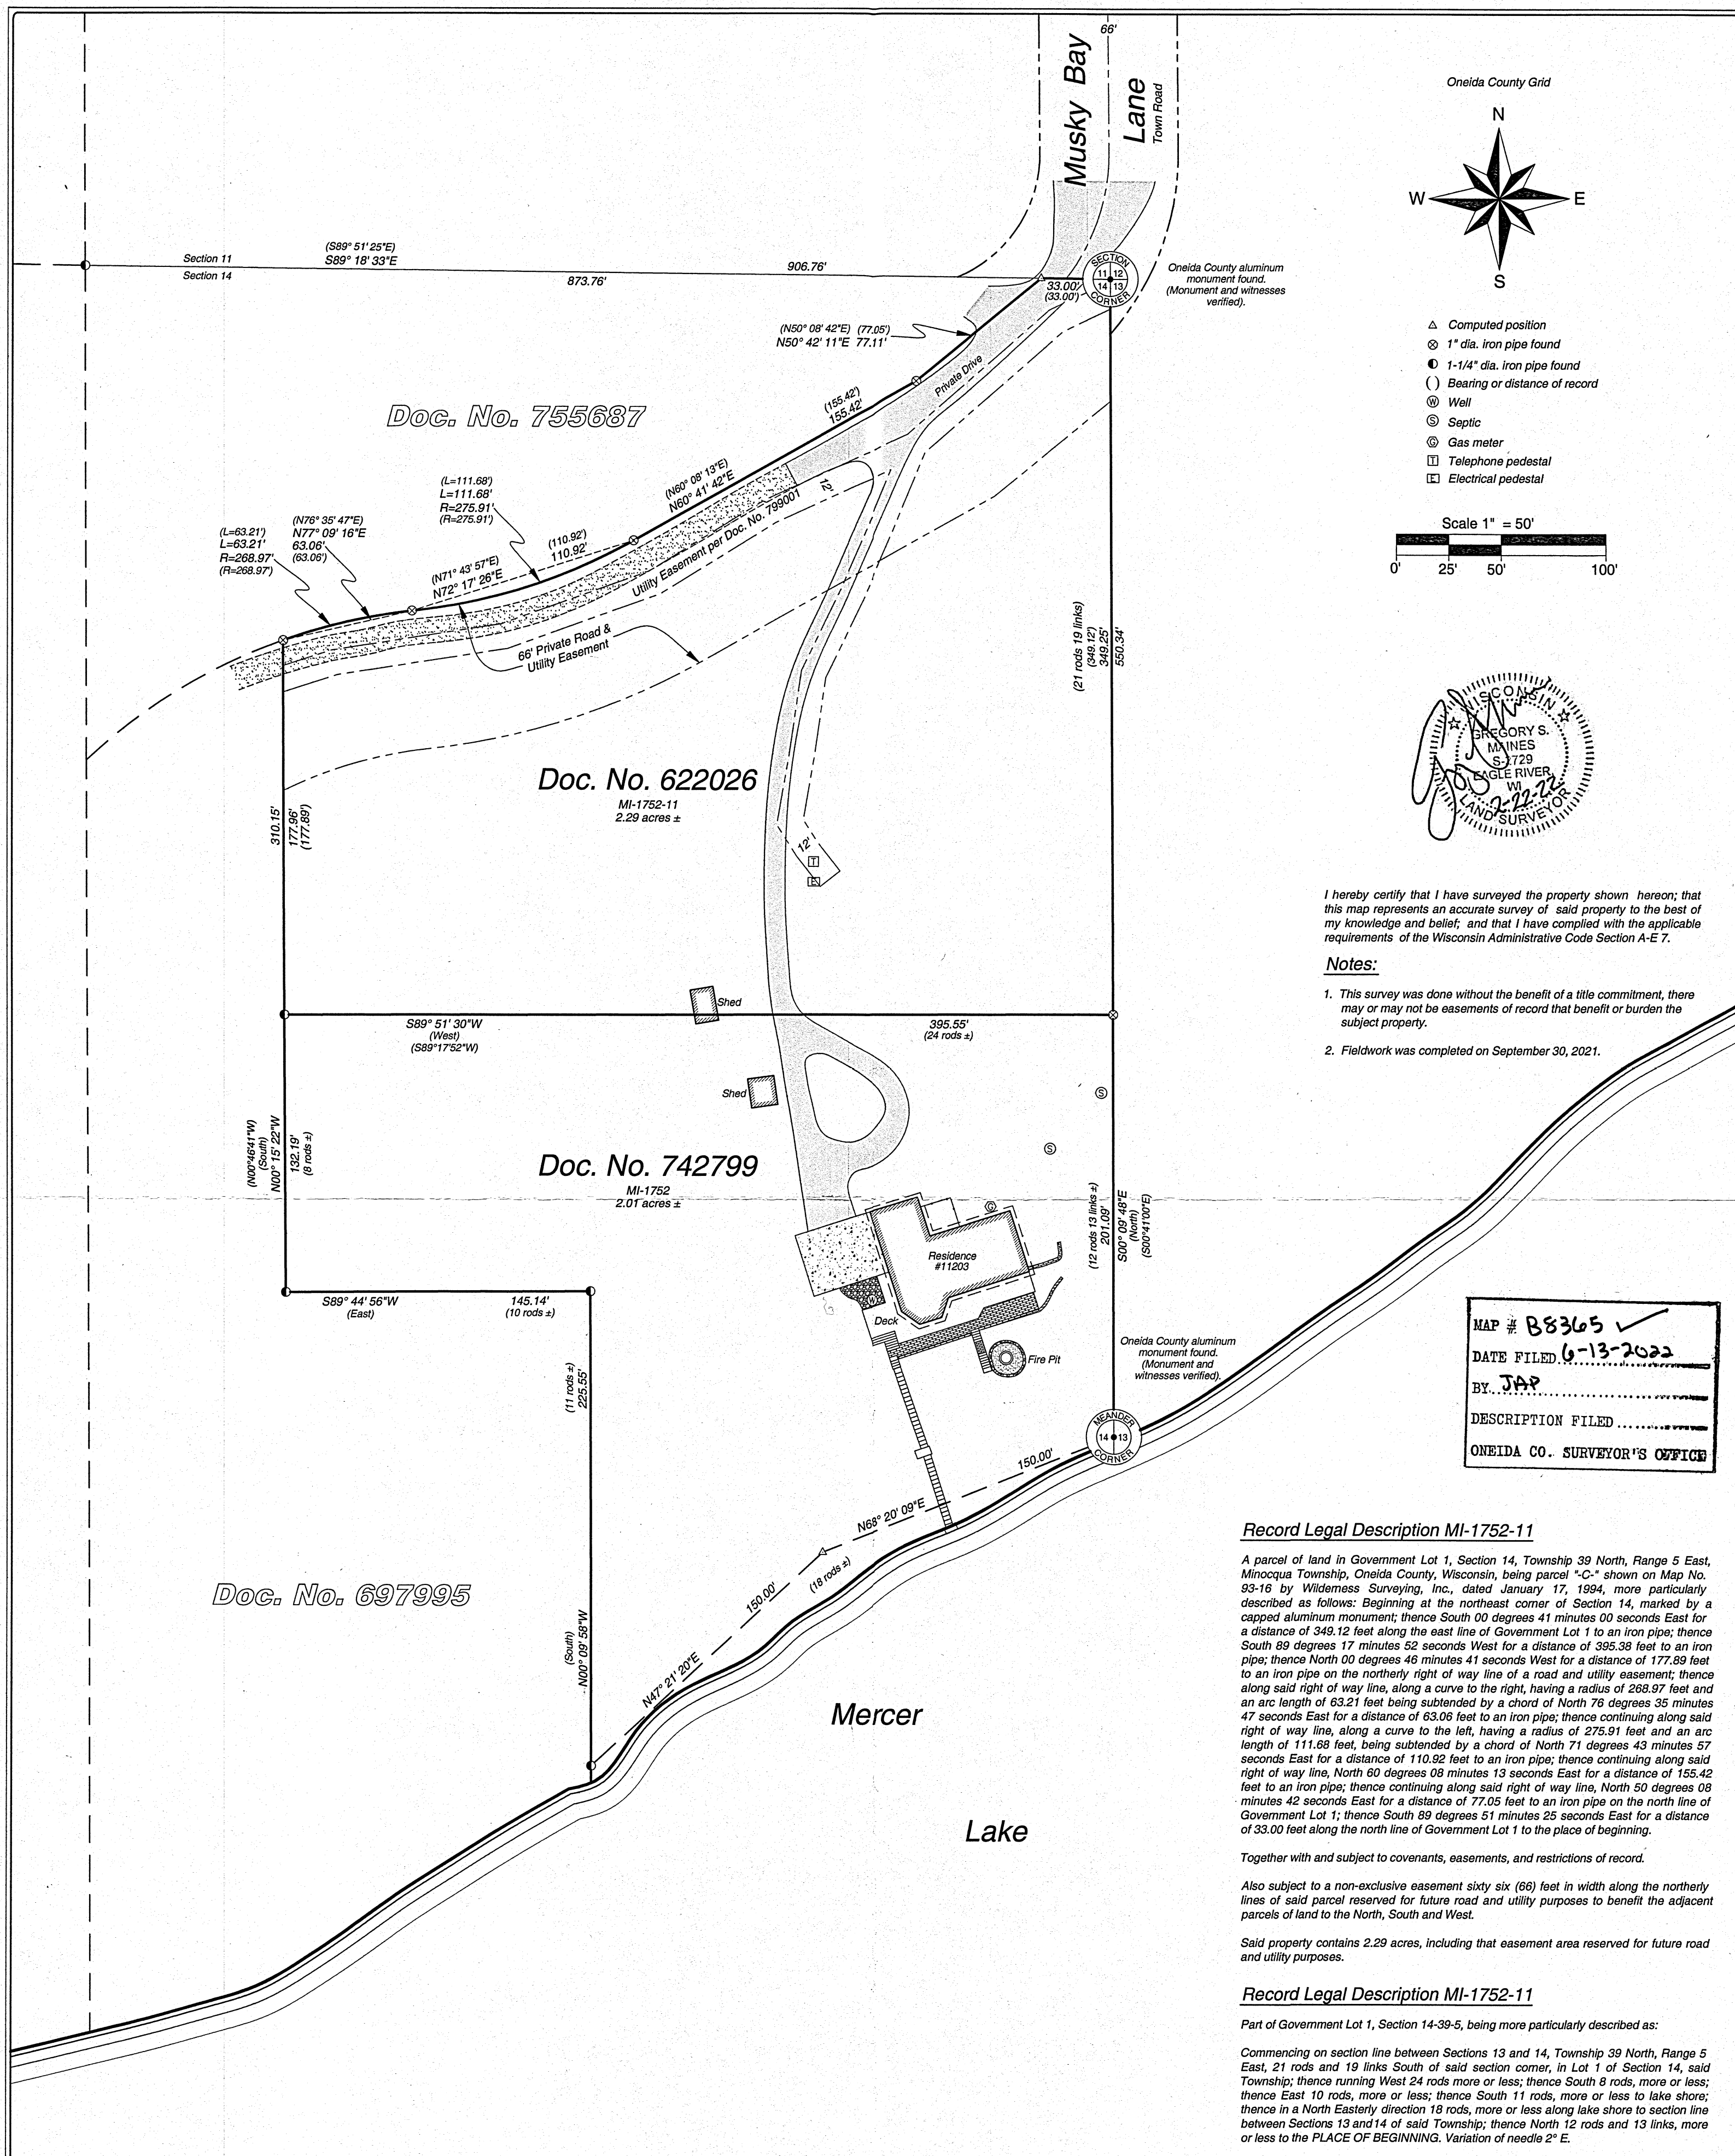 66'
Musky Bay
Lane
Town Road
Oneida County Grid
N
W
E
S
Section 11
Section 14
(S89° 51' 25"E)
S89° 18' 33"E
873.76'
906.76'
33.00'
(33.00')
SECTION
11 12
14 13
CORNER
Oneida County aluminum
monument found.
(Monument and witnesses
verified).
(N50° 08' 42"E) (77.05')
N50° 42' 11"E 77.11'
Private Drive
△ Computed position
1" dia. iron pipe found
1-1/4" dia. iron pipe found
( ) Bearing or distance of record
W Well
S Septic
G Gas meter
T Telephone pedestal
E Electrical pedestal
Scale 1" = 50'
0' 25' 50' 100'
Doc. No. 755687
(155.42')
155.42'
(N60° 08' 13"E)
N60° 41' 42"E
(L=111.68')
L=111.68'
R=275.91'
(R=275.91')
(L=63.21')
L=63.21'
R=268.97'
(R=268.97')
(N76° 35' 47"E)
N77° 09' 16"E
63.06'
(63.06')
(110.92')
110.92'
(N71° 43' 57"E)
N72° 17' 26"E
12'
Utility Easement per Doc. No. 799001
66' Private Road &
Utility Easement
(21 rods 19 links)
(349.12')
349.25'
550.34'
WISCONSIN
GREGORY S.
MAINES
S-1729
EAGLE RIVER,
WI
2-22-22
LAND SURVEYOR
Doc. No. 622026
MI-1752-11
2.29 acres ±
310.15'
177.96'
(177.89')
12'
T
E
I hereby certify that I have surveyed the property shown hereon; that
this map represents an accurate survey of said property to the best of
my knowledge and belief; and that I have complied with the applicable
requirements of the Wisconsin Administrative Code Section A-E 7.
Notes:
1. This survey was done without the benefit of a title commitment, there
may or may not be easements of record that benefit or burden the
subject property.
2. Fieldwork was completed on September 30, 2021.
Shed
S89° 51' 30"W
(West)
(S89°17'52"W)
395.55'
(24 rods ±)
Shed
S
S
(N00°46'41"W)
(South)
N00° 15' 22"W
132.19'
(8 rods ±)
Doc. No. 742799
MI-1752
2.01 acres ±
(12 rods 13 links ±)
201.09'
S00° 09' 48"E
(North)
(S00°41'00"E)
G
Residence
#11203
W
Deck
Fire Pit
S89° 44' 56"W
(East)
145.14'
(10 rods ±)
(11 rods ±)
225.55'
Oneida County aluminum
monument found.
(Monument and
witnesses verified).
MEANDER
14 13
CORNER
MAP # B8365 ✓
DATE FILED 6-13-2022
BY JAP
DESCRIPTION FILED
ONEIDA CO. SURVEYOR'S OFFICE
150.00'
N68° 20' 09"E
(18 rods ±)
150.00'
N47° 21' 20"E
(South)
N00° 09' 58"W
Doc. No. 697995
Mercer
Lake
Record Legal Description MI-1752-11
A parcel of land in Government Lot 1, Section 14, Township 39 North, Range 5 East,
Minocqua Township, Oneida County, Wisconsin, being parcel "-C-" shown on Map No.
93-16 by Wilderness Surveying, Inc., dated January 17, 1994, more particularly
described as follows: Beginning at the northeast corner of Section 14, marked by a
capped aluminum monument; thence South 00 degrees 41 minutes 00 seconds East for
a distance of 349.12 feet along the east line of Government Lot 1 to an iron pipe; thence
South 89 degrees 17 minutes 52 seconds West for a distance of 395.38 feet to an iron
pipe; thence North 00 degrees 46 minutes 41 seconds West for a distance of 177.89 feet
to an iron pipe on the northerly right of way line of a road and utility easement; thence
along said right of way line, along a curve to the right, having a radius of 268.97 feet and
an arc length of 63.21 feet being subtended by a chord of North 76 degrees 35 minutes
47 seconds East for a distance of 63.06 feet to an iron pipe; thence continuing along said
right of way line, along a curve to the left, having a radius of 275.91 feet and an arc
length of 111.68 feet, being subtended by a chord of North 71 degrees 43 minutes 57
seconds East for a distance of 110.92 feet to an iron pipe; thence continuing along said
right of way line, North 60 degrees 08 minutes 13 seconds East for a distance of 155.42
feet to an iron pipe; thence continuing along said right of way line, North 50 degrees 08
minutes 42 seconds East for a distance of 77.05 feet to an iron pipe on the north line of
Government Lot 1; thence South 89 degrees 51 minutes 25 seconds East for a distance
of 33.00 feet along the north line of Government Lot 1 to the place of beginning.
Together with and subject to covenants, easements, and restrictions of record.
Also subject to a non-exclusive easement sixty six (66) feet in width along the northerly
lines of said parcel reserved for future road and utility purposes to benefit the adjacent
parcels of land to the North, South and West.
Said property contains 2.29 acres, including that easement area reserved for future road
and utility purposes.
Record Legal Description MI-1752-11
Part of Government Lot 1, Section 14-39-5, being more particularly described as:
Commencing on section line between Sections 13 and 14, Township 39 North, Range 5
East, 21 rods and 19 links South of said section corner, in Lot 1 of Section 14, said
Township; thence running West 24 rods more or less; thence South 8 rods, more or less;
thence East 10 rods, more or less; thence South 11 rods, more or less to lake shore;
thence in a North Easterly direction 18 rods, more or less along lake shore to section line
between Sections 13 and 14 of said Township; thence North 12 rods and 13 links, more
or less to the PLACE OF BEGINNING. Variation of needle 2° E.